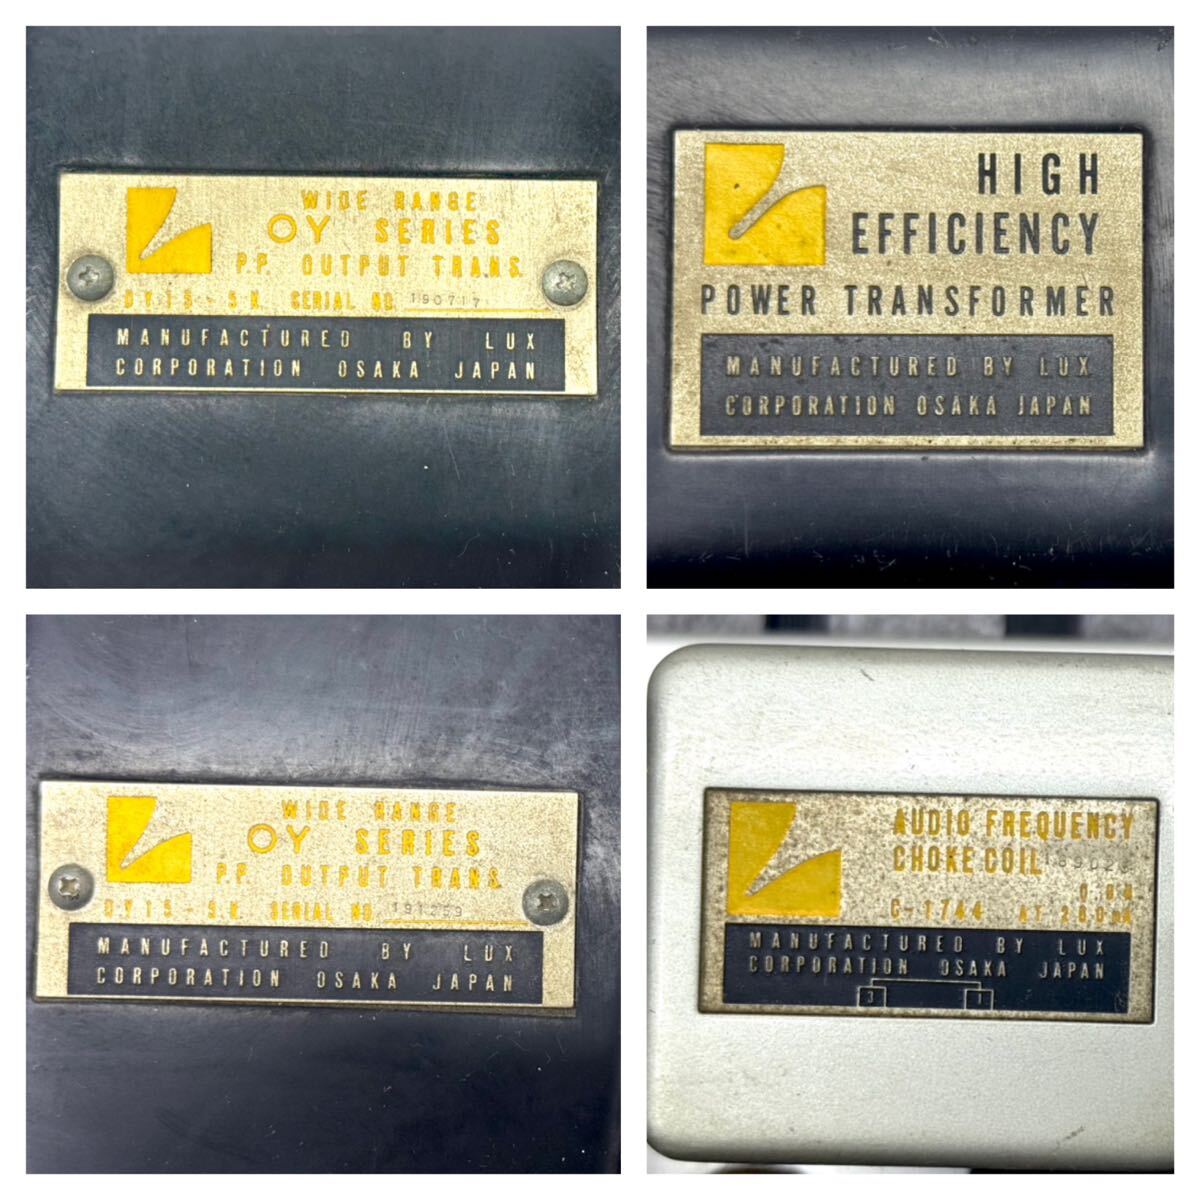 WIDE RANGE
OY SERIES
P.P. OUTPUT TRANS.
OY15-5K SERIAL NO. 190717
MANUFACTURED BY LUX
CORPORATION OSAKA JAPAN
HIGH
EFFICIENCY
POWER TRANSFORMER
MANUFACTURED BY LUX
CORPORATION OSAKA JAPAN
WIDE RANGE
OY SERIES
P.P. OUTPUT TRANS.
OY15-5K SERIAL NO. 191259
MANUFACTURED BY LUX
CORPORATION OSAKA JAPAN
AUDIO FREQUENCY
CHOKE COIL
C-1744 AT
MANUFACTURED BY LUX
CORPORATION OSAKA JAPAN
3 1